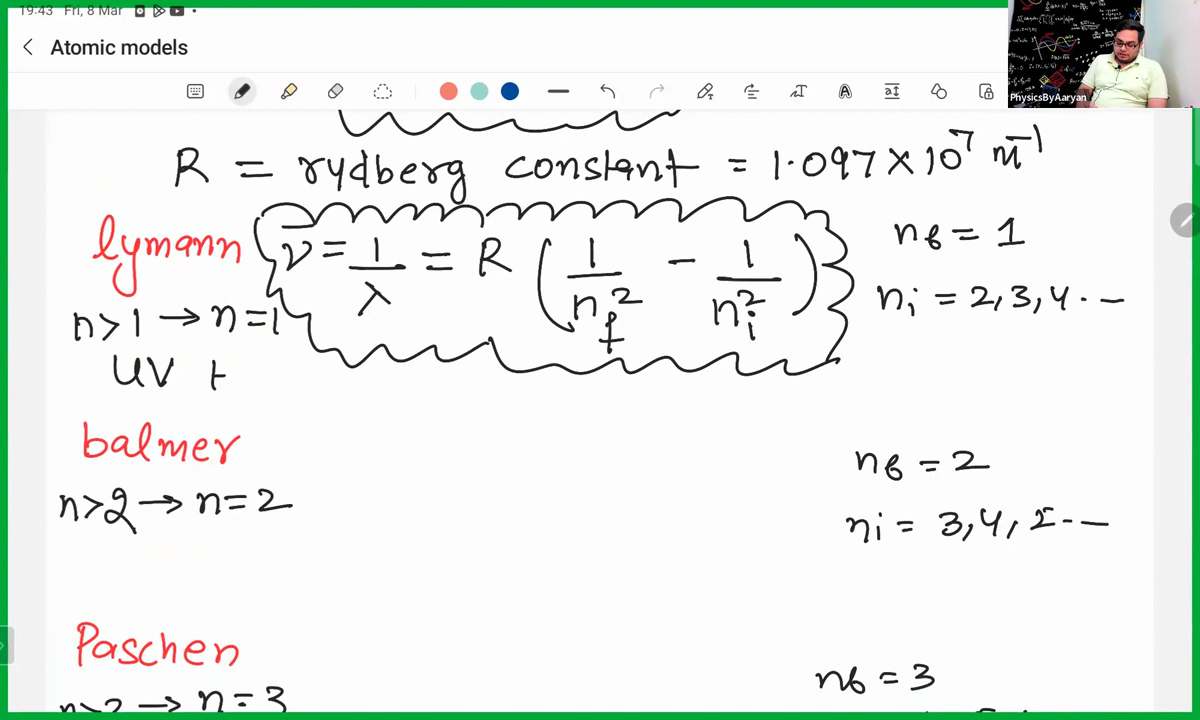 19:43 Fri, 8 Mar
Atomic models
PhysicsByAaryan
R = rydberg constant = 1.097 × 10⁷ m⁻¹
lymann
ν̅ = 1/λ = R (1/n_f² - 1/n_i²)
n_f = 1
n_i = 2, 3, 4 - -
n>1 → n=1
UV r
balmer
n_f = 2
n>2 → n=2
n_i = 3, 4, 5 - -
Paschen
n_f = 3
→ n=3